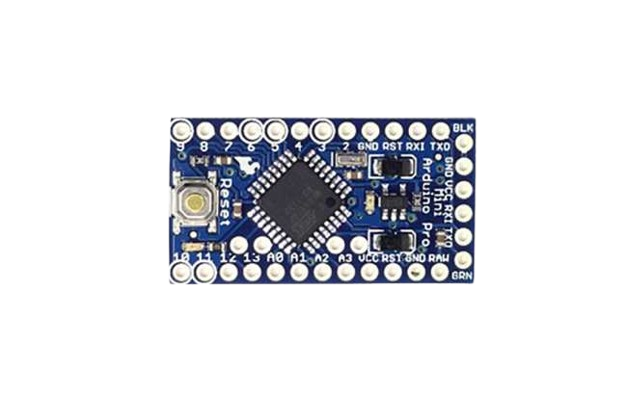 BLK
9 8 7 6 5 4 3 2 GND RST RXI TXO
GND VCC RXI TXO
Arduino Pro
Mini
Reset
10 11 12 13 A0 A1 A2 A3 VCC RST GND RAW
GRN